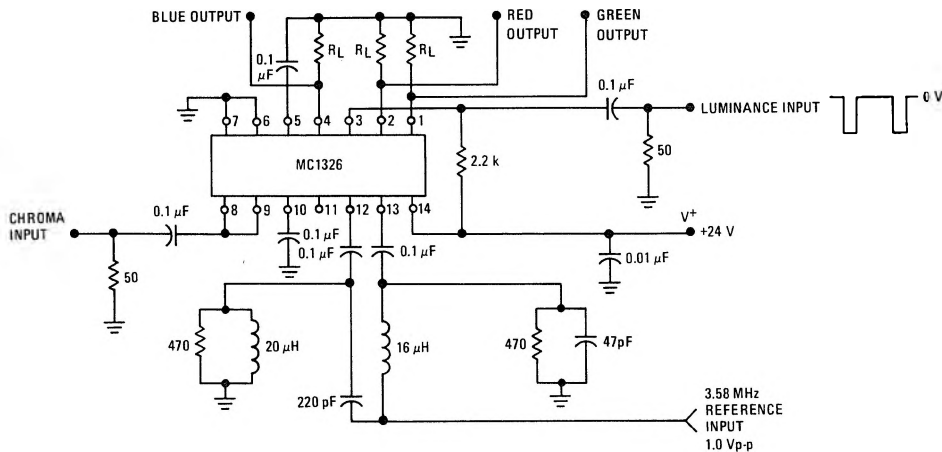 BLUE OUTPUT
RED
OUTPUT
GREEN
OUTPUT
0.1
μF
RL
RL
RL
0.1
μF
LUMINANCE INPUT
0 V
7
6
5
4
3
2
1
50
2.2 k
MC1326
8
9
10
11
12
13
14
CHROMA
INPUT
0.1 μF
V+
+24 V
0.1 μF
0.1 μF
0.1 μF
0.01 μF
50
470
20 μH
16 μH
470
47pF
220 pF
3.58 MHz
REFERENCE
INPUT
1.0 Vp-p